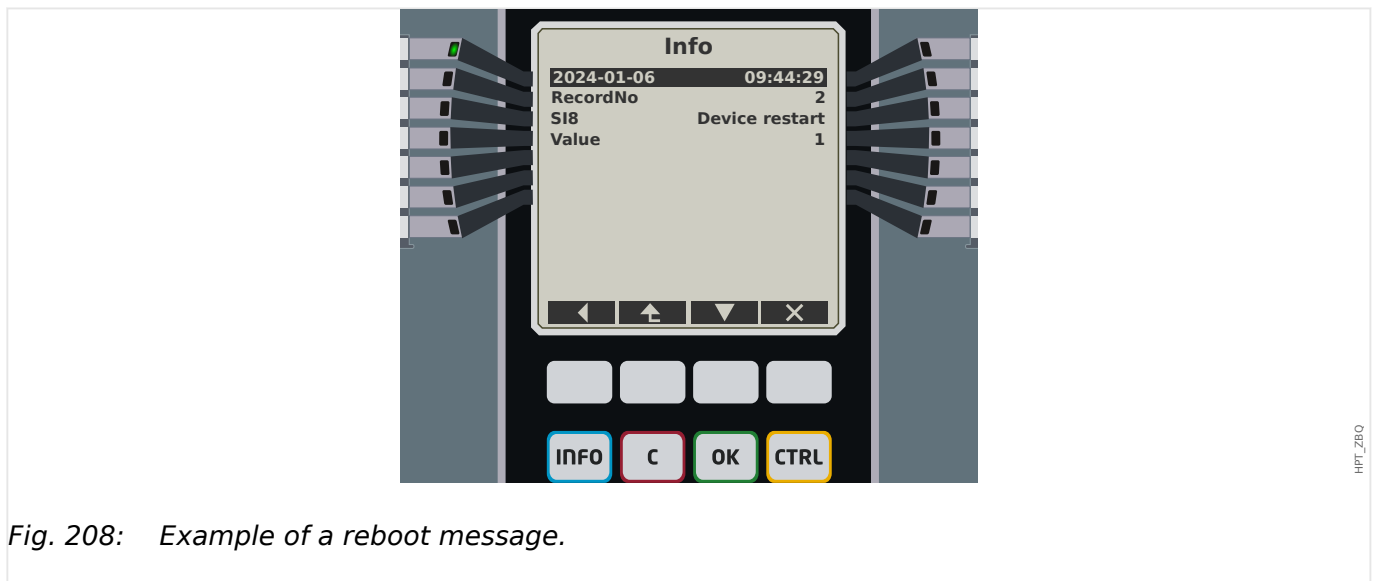 Info
2024-01-06 09:44:29
RecordNo 2
SI8 Device restart
Value 1
INFO C OK CTRL
HPT_ZBQ
Fig. 208: Example of a reboot message.